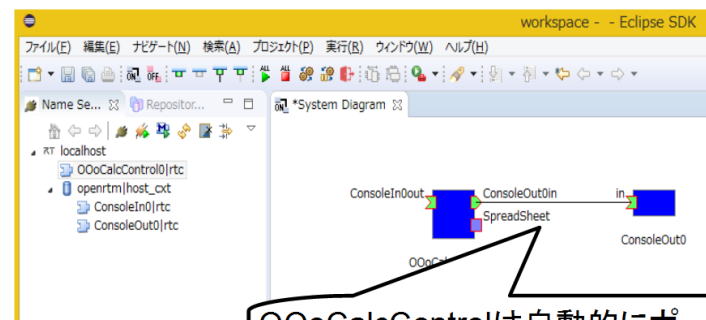 workspace - - Eclipse SDK
ファイル(F) 編集(E) ナビゲート(N) 検索(A) プロジェクト(P) 実行(R) ウィンドウ(W) ヘルプ(H)
Name Se... Repositor...
*System Diagram
RT localhost
OOoCalcControl0|rtc
openrtm|host_cxt
ConsoleIn0|rtc
ConsoleOut0|rtc
ConsoleIn0out
ConsoleOut0in
in
SpreadSheet
ConsoleOut0
OOoCal
OOoCalcControlは自動的にポ